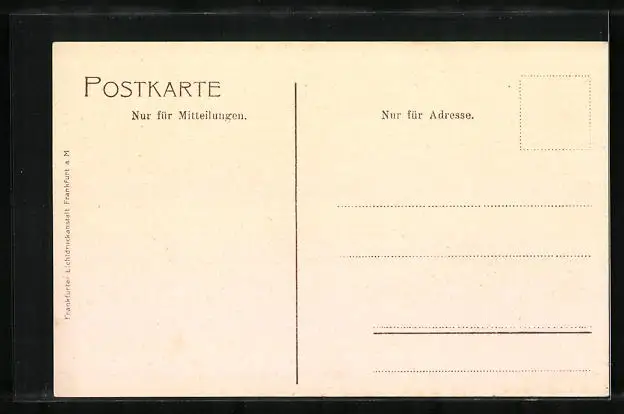 POSTKARTE
Nur für Mitteilungen.
Nur für Adresse.
Frankfurter Lichtdruckanstalt Frankfurt a. M